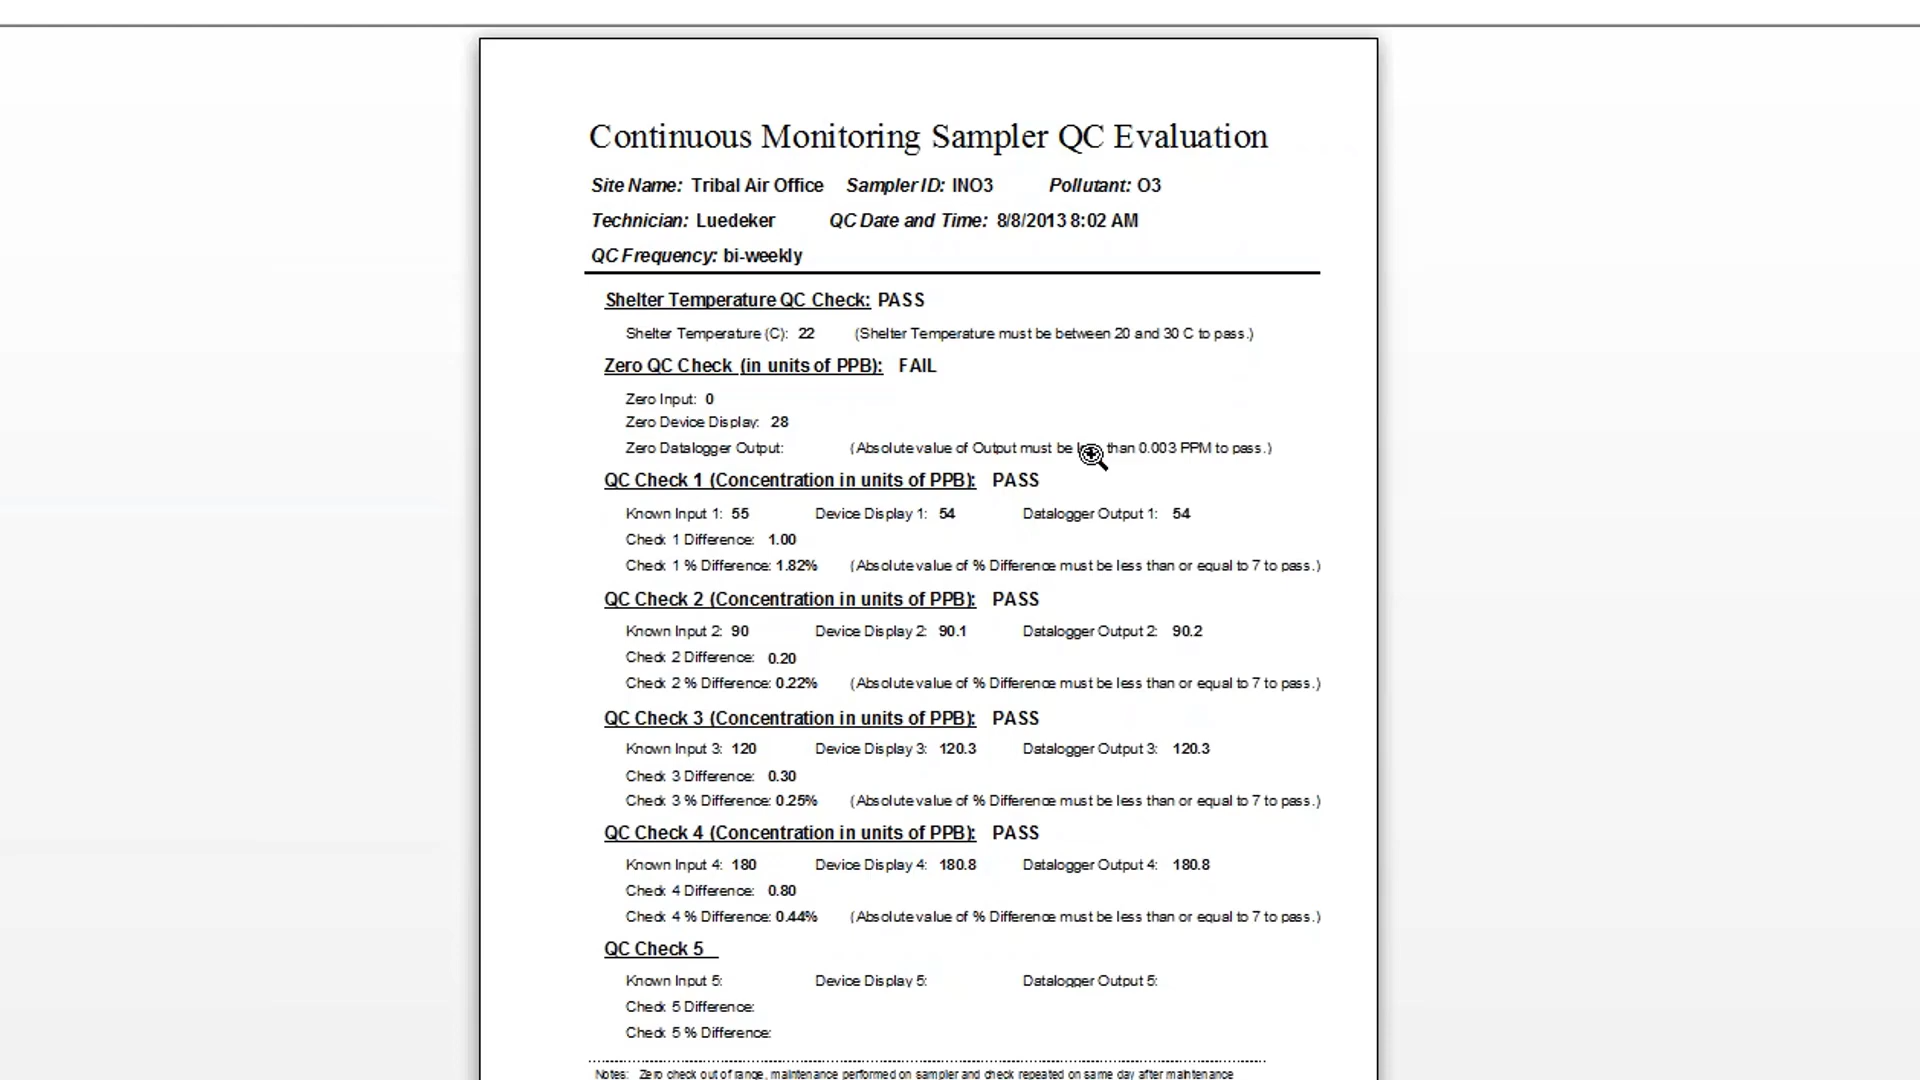 Continuous Monitoring Sampler QC Evaluation
Site Name: Tribal Air Office Sampler ID: INO3 Pollutant: O3
Technician: Luedeker QC Date and Time: 8/8/2013 8:02 AM
QC Frequency: bi-weekly
Shelter Temperature QC Check: PASS
Shelter Temperature (C): 22 (Shelter Temperature must be between 20 and 30 C to pass.)
Zero QC Check (in units of PPB): FAIL
Zero Input: 0
Zero Device Display: 28
Zero Datalogger Output: (Absolute value of Output must be than 0.003 PPM to pass.)
QC Check 1 (Concentration in units of PPB): PASS
Known Input 1: 55 Device Display 1: 54 Datalogger Output 1: 54
Check 1 Difference: 1.00
Check 1 % Difference: 1.82% (Absolute value of % Difference must be less than or equal to 7 to pass.)
QC Check 2 (Concentration in units of PPB): PASS
Known Input 2: 90 Device Display 2: 90.1 Datalogger Output 2: 90.2
Check 2 Difference: 0.20
Check 2 % Difference: 0.22% (Absolute value of % Difference must be less than or equal to 7 to pass.)
QC Check 3 (Concentration in units of PPB): PASS
Known Input 3: 120 Device Display 3: 120.3 Datalogger Output 3: 120.3
Check 3 Difference: 0.30
Check 3 % Difference: 0.25% (Absolute value of % Difference must be less than or equal to 7 to pass.)
QC Check 4 (Concentration in units of PPB): PASS
Known Input 4: 180 Device Display 4: 180.8 Datalogger Output 4: 180.8
Check 4 Difference: 0.80
Check 4 % Difference: 0.44% (Absolute value of % Difference must be less than or equal to 7 to pass.)
QC Check 5
Known Input 5: Device Display 5: Datalogger Output 5:
Check 5 Difference:
Check 5 % Difference:
Notes: Zero check out of range, maintenance performed on sampler and check repeated on same day after maintenance